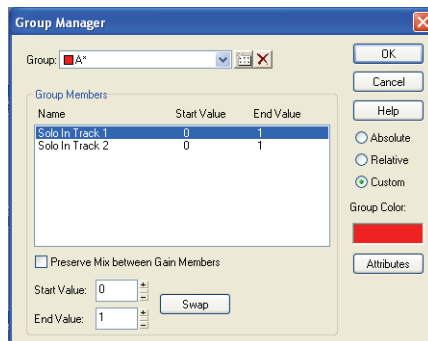 Group Manager
Group: A*
OK
Cancel
Help
Group Members
Name Start Value End Value
Solo In Track 1 0 1
Solo In Track 2 0 1
Absolute
Relative
Custom
Group Color:
Preserve Mix between Gain Members
Attributes
Start Value: 0
Swap
End Value: 1